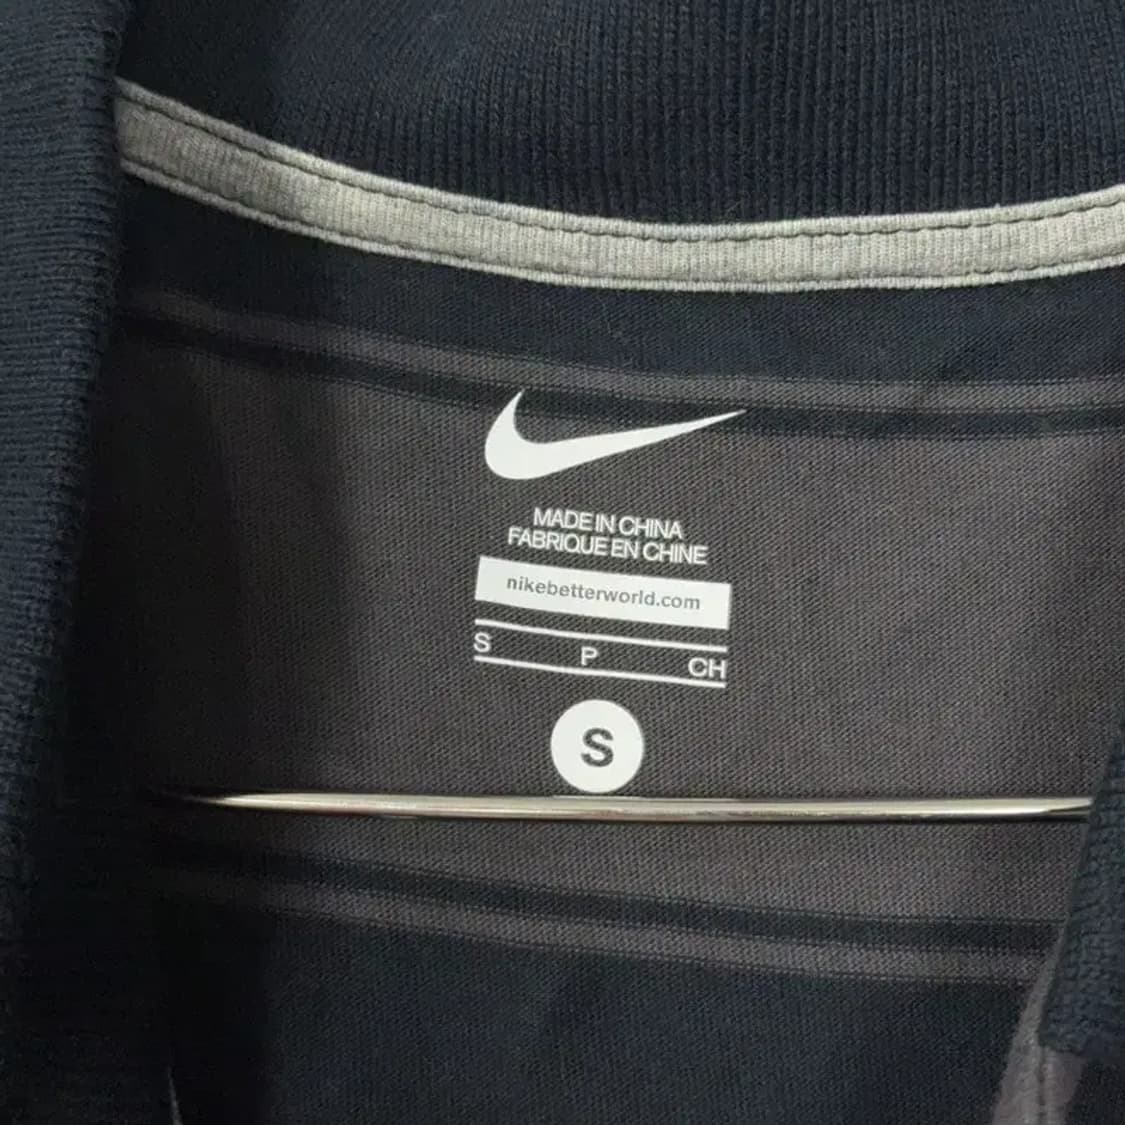 MADE IN CHINA
FABRIQUE EN CHINE
nikebetterworld.com
S P CH
S